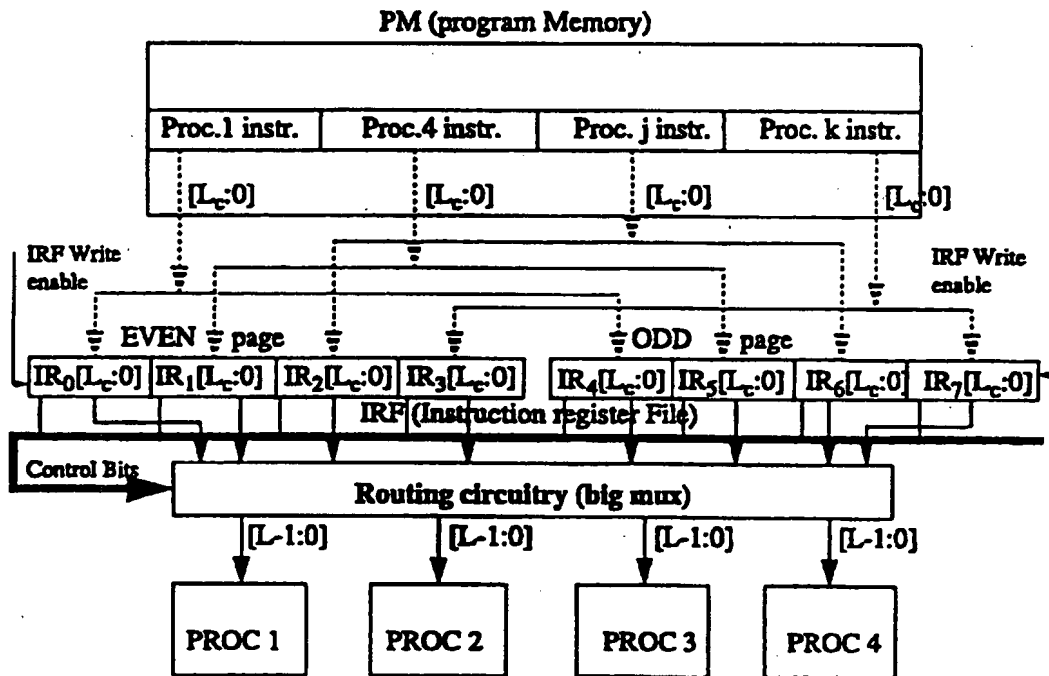 PM (program Memory)
Proc.1 instr. Proc.4 instr. Proc. j instr. Proc. k instr.
[Lc:0] [Lc:0] [Lc:0] [Lc:0]
IRF Write enable
IRF Write enable
EVEN page ODD page
IR0[Lc:0] IR1[Lc:0] IR2[Lc:0] IR3[Lc:0] IR4[Lc:0] IR5[Lc:0] IR6[Lc:0] IR7[Lc:0]
IRF (Instruction register File)
Control Bits
Routing circuitry (big mux)
[L-1:0] [L-1:0] [L-1:0] [L-1:0]
PROC 1 PROC 2 PROC 3 PROC 4